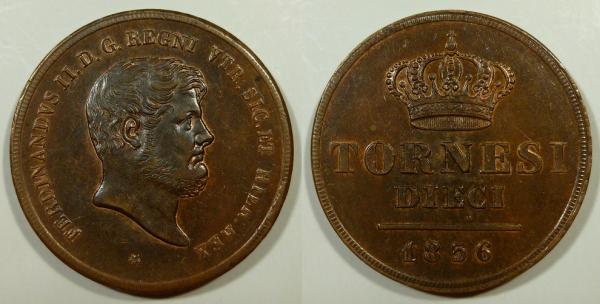 FERDINANDVS II. D. G. REGNI VTR. SIC. ET HIER. REX
TORNESI
DIECI
1856